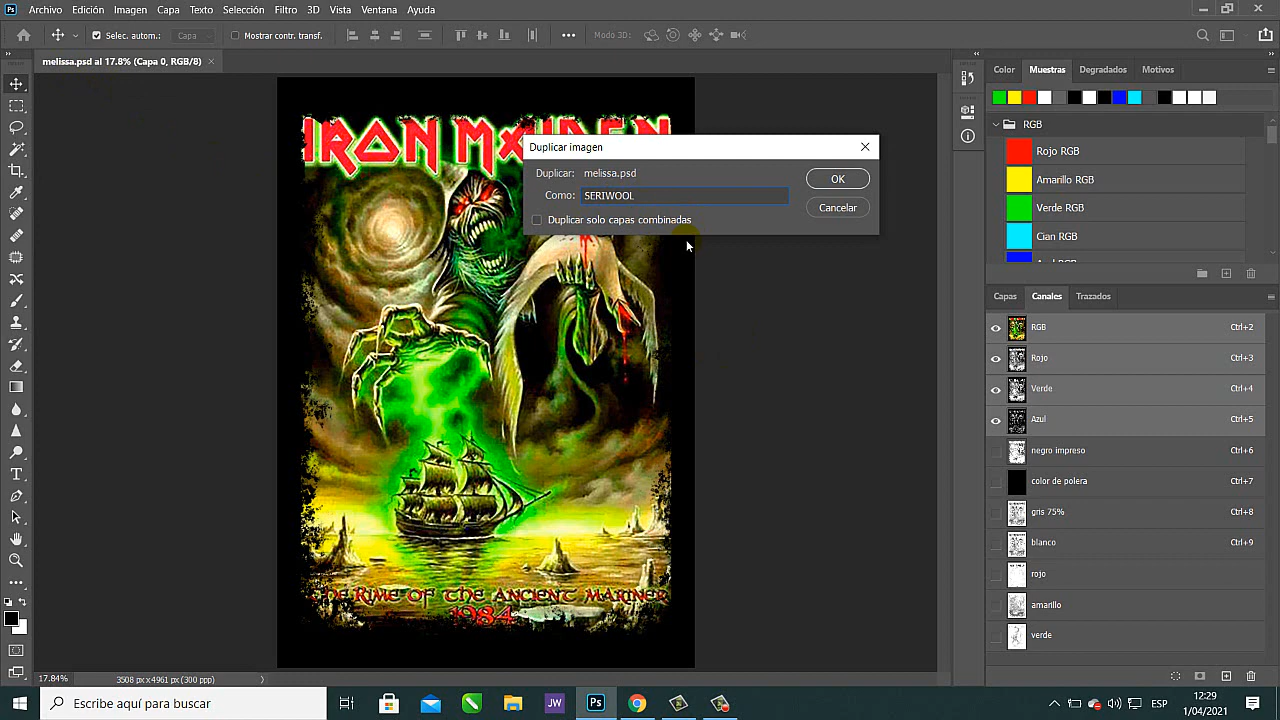 Ps Archivo Edición Imagen Capa Texto Selección Filtro 3D Vista Ventana Ayuda
Selec. autom.: Capa Mostrar contr. transf. Modo 3D:
melissa.psd al 17.8% (Capa 0, RGB/8)
Color Muestras Degradados Motivos
RGB
Rojo RGB
Amarillo RGB
Verde RGB
Cian RGB
IRON MAIDEN
Duplicar imagen
Duplicar: melissa.psd
Como: SERIWOOL
Duplicar solo capas combinadas
OK
Cancelar
Capas Canales Trazados
RGB Ctrl+2
Rojo Ctrl+3
Verde Ctrl+4
Azul Ctrl+5
negro impreso Ctrl+6
color de polera Ctrl+7
gris 75% Ctrl+8
blanco Ctrl+9
rojo
amarillo
verde
THE RIME OF THE ANCIENT MARINER
1984
17.84% 3508 px x 4961 px (300 ppp)
Escribe aquí para buscar
JW
Ps
ESP
12:29
1/04/2021